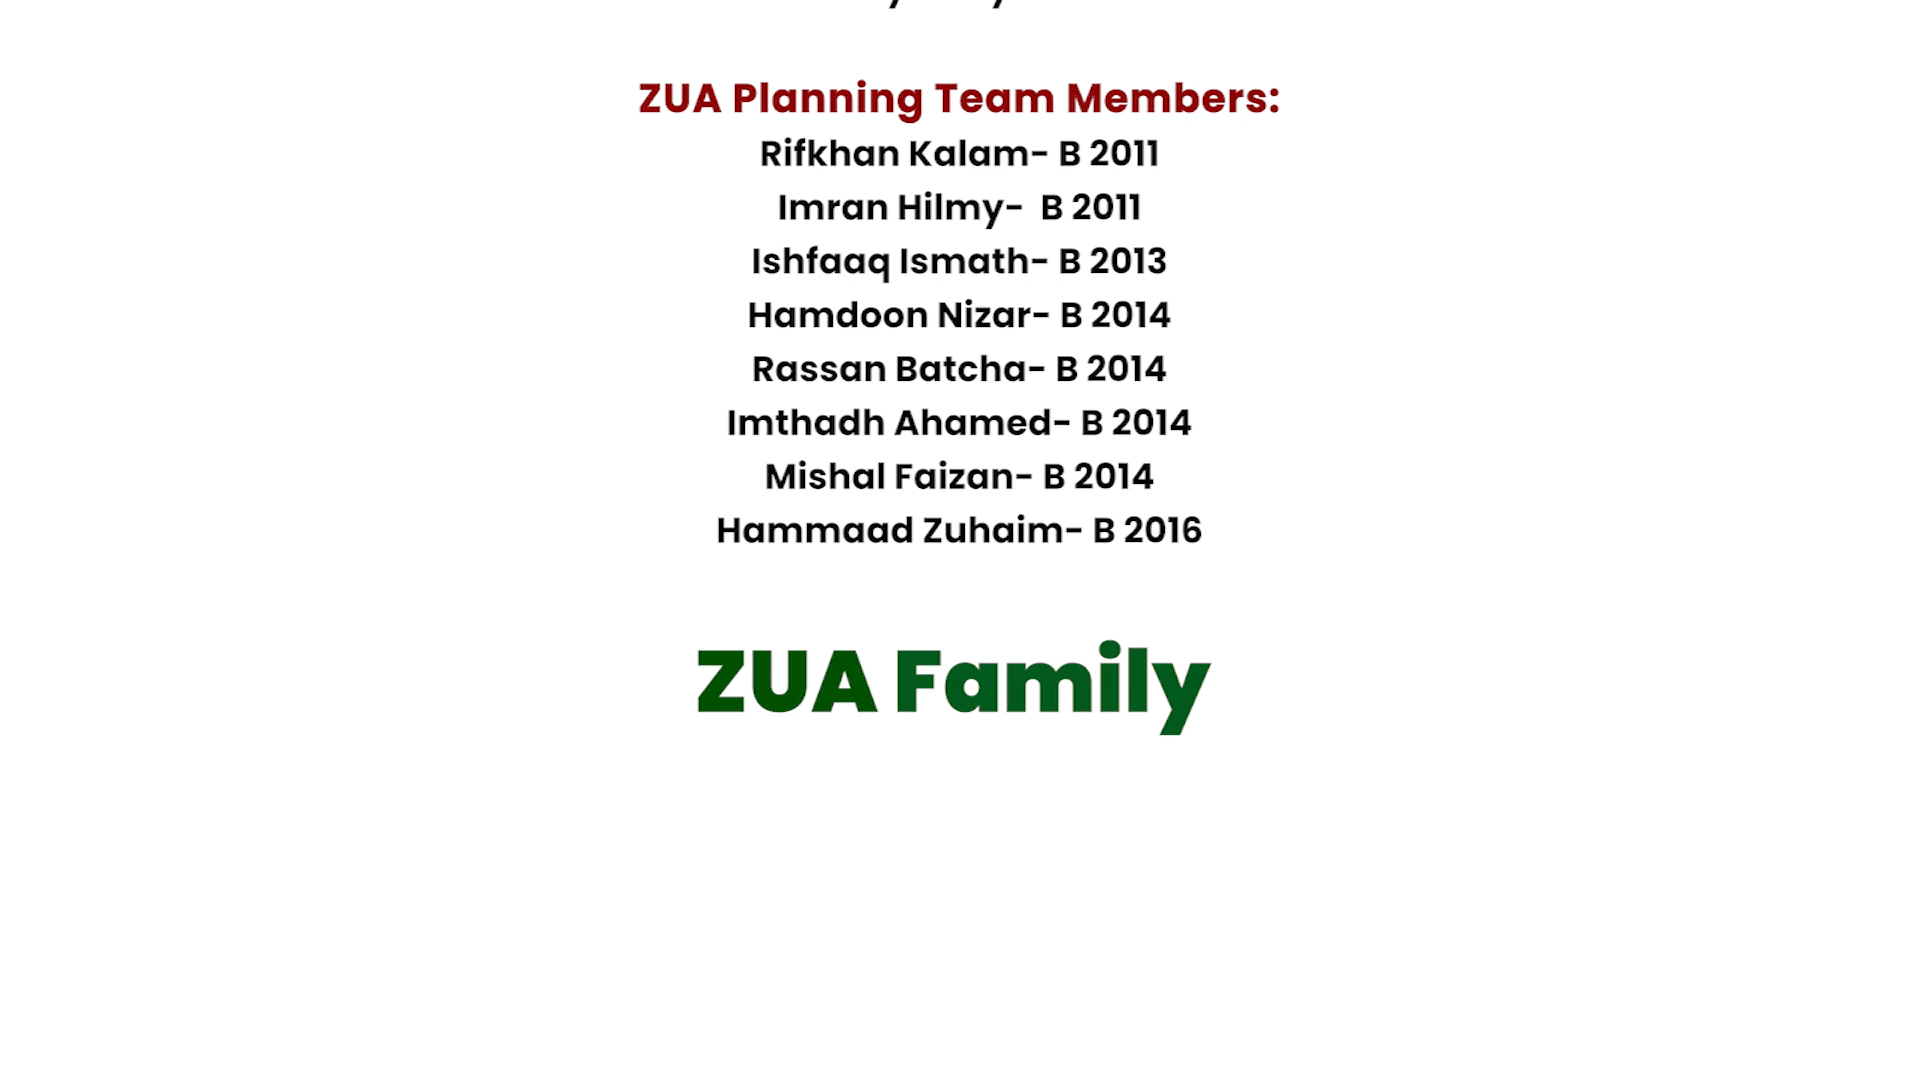 ZUA Planning Team Members:
Rifkhan Kalam- B 2011
Imran Hilmy-  B 2011
Ishfaaq Ismath- B 2013
Hamdoon Nizar- B 2014
Rassan Batcha- B 2014
Imthadh Ahamed- B 2014
Mishal Faizan- B 2014
Hammaad Zuhaim- B 2016
ZUA Family